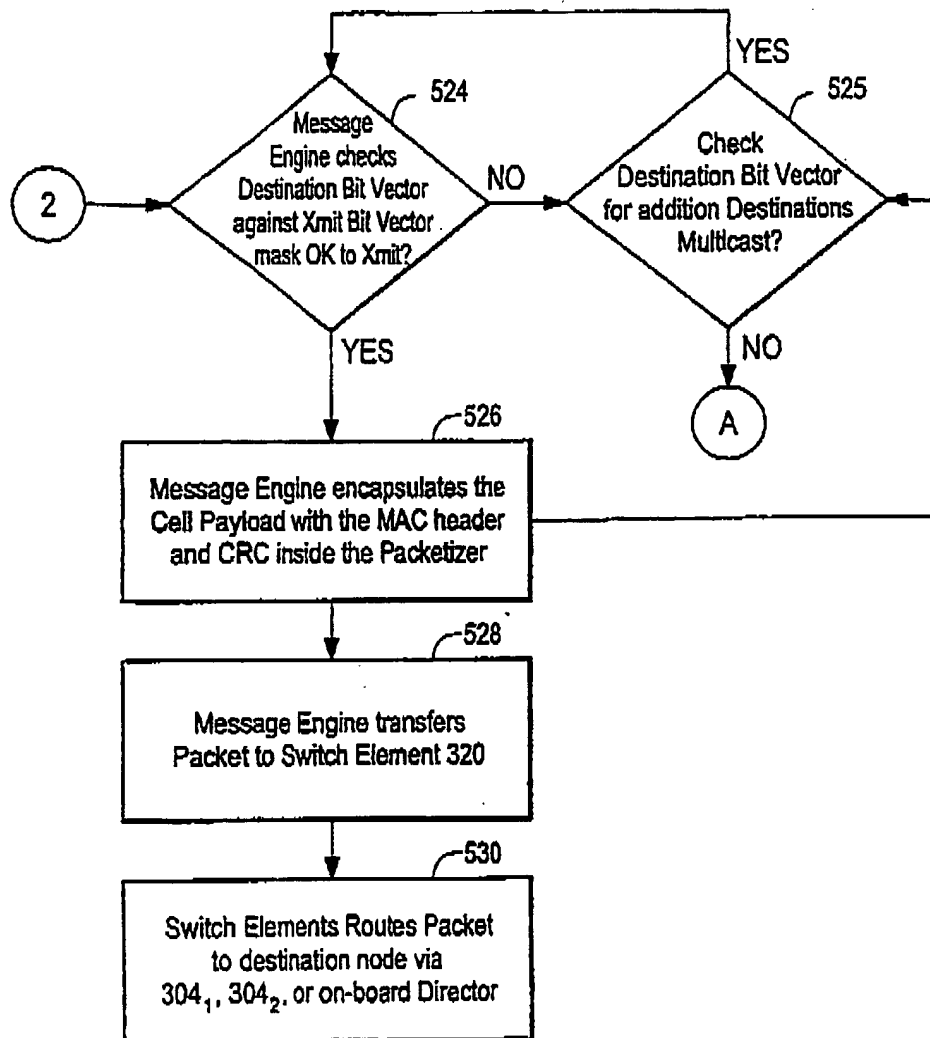 YES
524
525
Message
Engine checks
Destination Bit Vector
against Xmit Bit Vector
mask OK to Xmit?
Check
Destination Bit Vector
for addition Destinations
Multicast?
2
NO
YES
NO
A
526
Message Engine encapsulates the
Cell Payload with the MAC header
and CRC inside the Packetizer
528
Message Engine transfers
Packet to Switch Element 320
530
Switch Elements Routes Packet
to destination node via
304₁, 304₂, or on-board Director